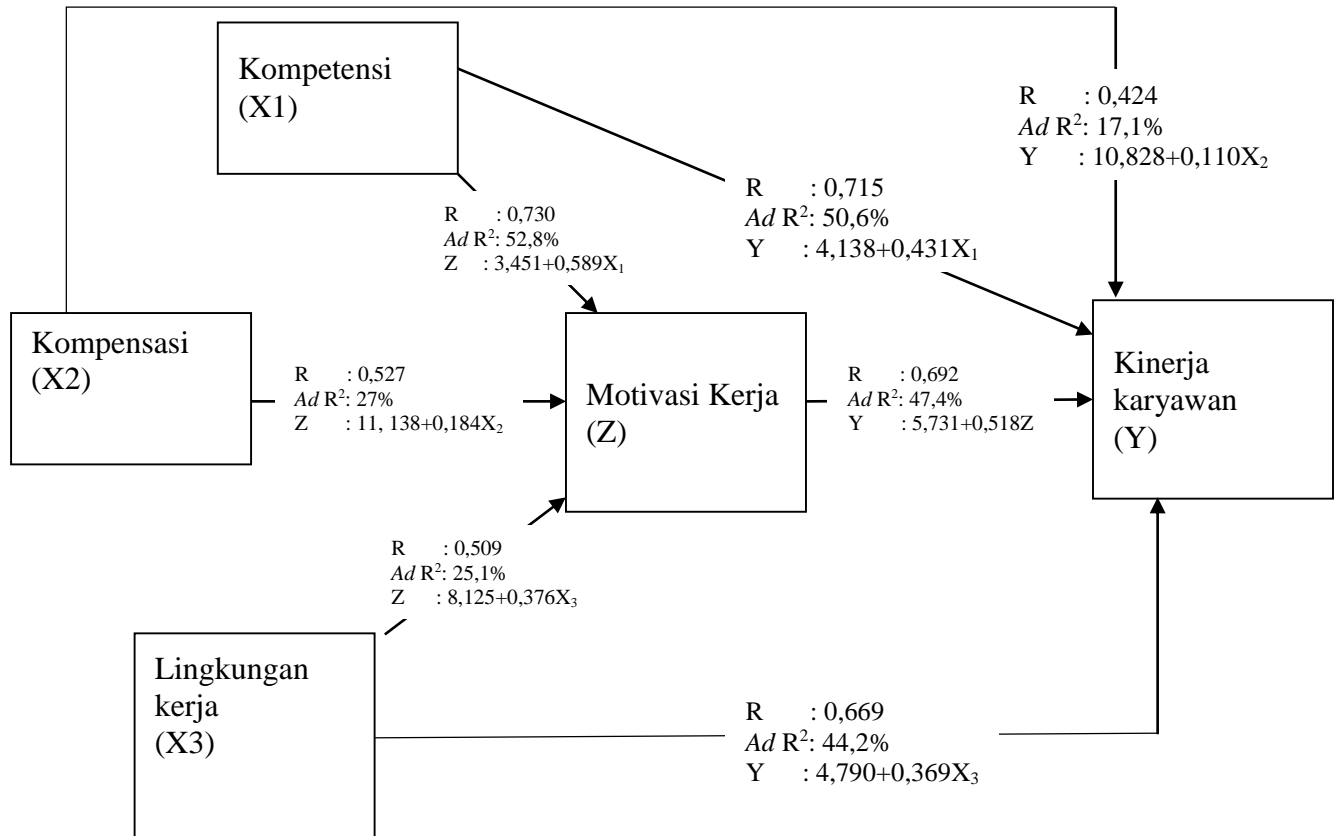 Kompetensi
(X1)
R : 0,424
Ad R²: 17,1%
Y : 10,828+0,110X₂
R : 0,715
Ad R²: 50,6%
Y : 4,138+0,431X₁
R : 0,730
Ad R²: 52,8%
Z : 3,451+0,589X₁
Kompensasi
(X2)
R : 0,527
Ad R²: 27%
Z : 11, 138+0,184X₂
Motivasi Kerja
(Z)
R : 0,692
Ad R²: 47,4%
Y : 5,731+0,518Z
Kinerja
karyawan
(Y)
R : 0,509
Ad R²: 25,1%
Z : 8,125+0,376X₃
Lingkungan
kerja
(X3)
R : 0,669
Ad R²: 44,2%
Y : 4,790+0,369X₃